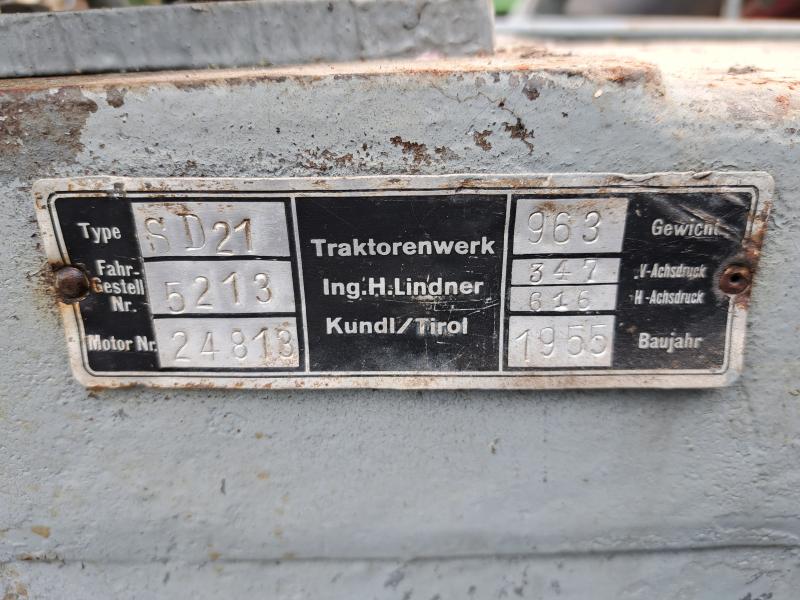 Type SD21
Fahr-
Gestell
Nr. 5213
Motor Nr. 24813
Traktorenwerk
Ing.H.Lindner
Kundl/Tirol
963 Gewicht
347 V-Achsdruck
616 H-Achsdruck
1955 Baujahr